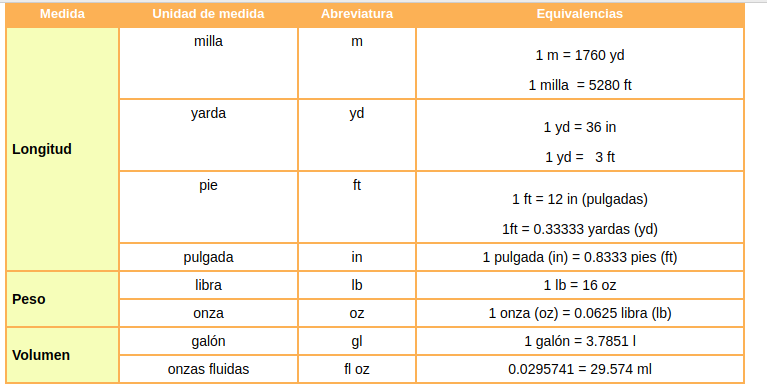 Medida Unidad de medida Abreviatura Equivalencias
Longitud
milla m
1 m = 1760 yd
1 milla = 5280 ft
yarda yd
1 yd = 36 in
1 yd = 3 ft
pie ft
1 ft = 12 in (pulgadas)
1ft = 0.33333 yardas (yd)
pulgada in 1 pulgada (in) = 0.8333 pies (ft)
Peso
libra lb 1 lb = 16 oz
onza oz 1 onza (oz) = 0.0625 libra (lb)
Volumen
galón gl 1 galón = 3.7851 l
onzas fluidas fl oz 0.0295741 = 29.574 ml